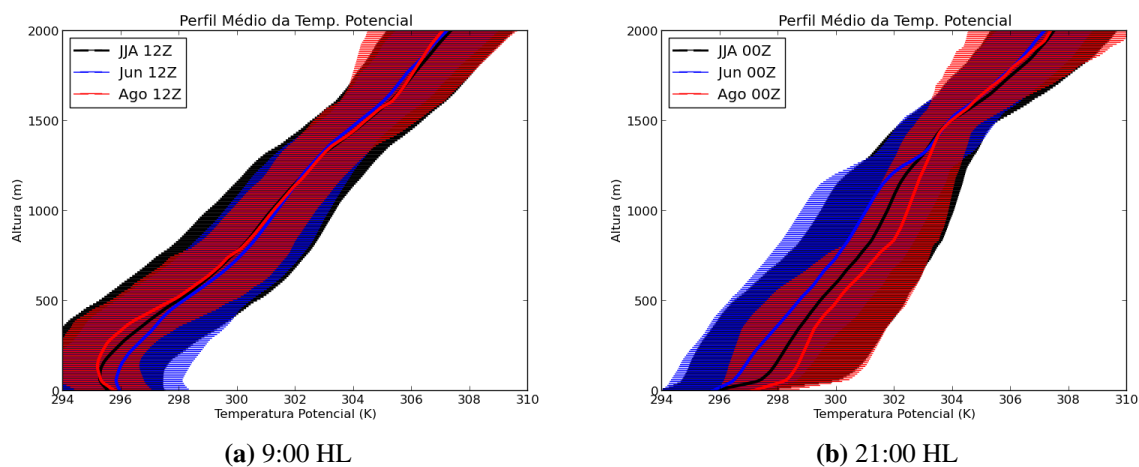 Perfil Médio da Temp. Potencial
JJA 12Z
Jun 12Z
Ago 12Z
2000
1500
1000
500
0
Altura (m)
294 296 298 300 302 304 306 308 310
Temperatura Potencial (K)
(a) 9:00 HL
Perfil Médio da Temp. Potencial
JJA 00Z
Jun 00Z
Ago 00Z
2000
1500
1000
500
0
Altura (m)
294 296 298 300 302 304 306 308 310
Temperatura Potencial (K)
(b) 21:00 HL